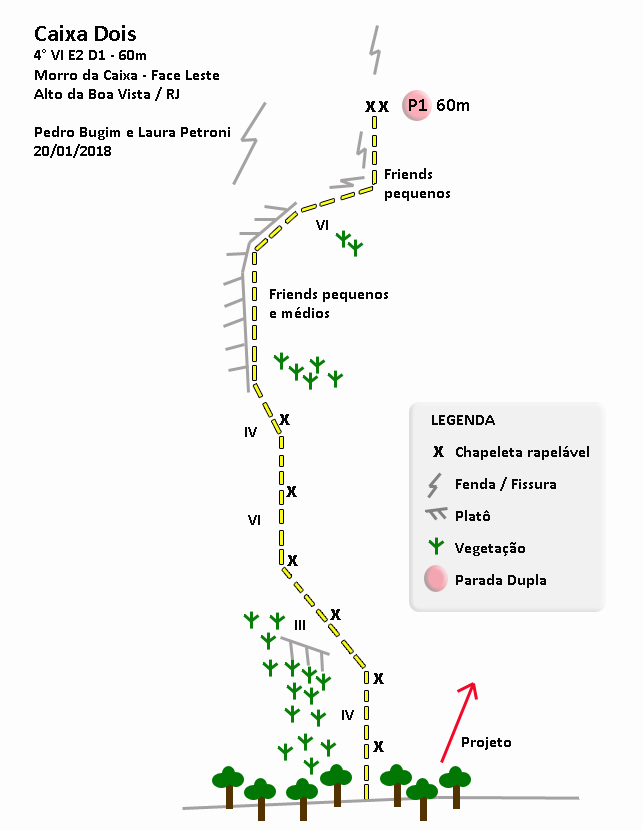 Caixa Dois
4° VI E2 D1 - 60m
Morro da Caixa - Face Leste
Alto da Boa Vista / RJ
Pedro Bugim e Laura Petroni
20/01/2018
X X P1 60m
Friends
pequenos
VI
Friends pequenos
e médios
X
IV
X
VI
X
X
III
X
IV
X
Projeto
LEGENDA
X Chapeleta rapelável
Fenda / Fissura
Platô
Vegetação
Parada Dupla